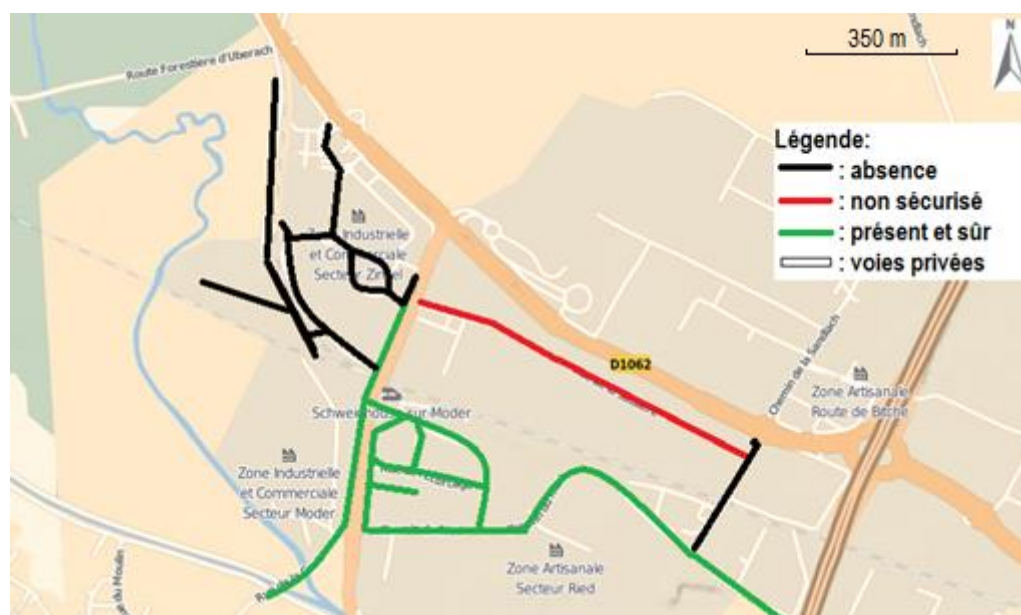 350 m
N
Route Forestière d'Uberach
Légende:
: absence
: non sécurisé
: présent et sûr
: voies privées
Zone Industrielle
et Commerciale
Secteur Zinsel
D1062
Chemin de la Sandlach
Zone Artisanale
Route de Bitche
Schweighouse-sur-Moder
Zone Industrielle
et Commerciale
Secteur Moder
Zone Artisanale
Secteur Ried
du Moulin